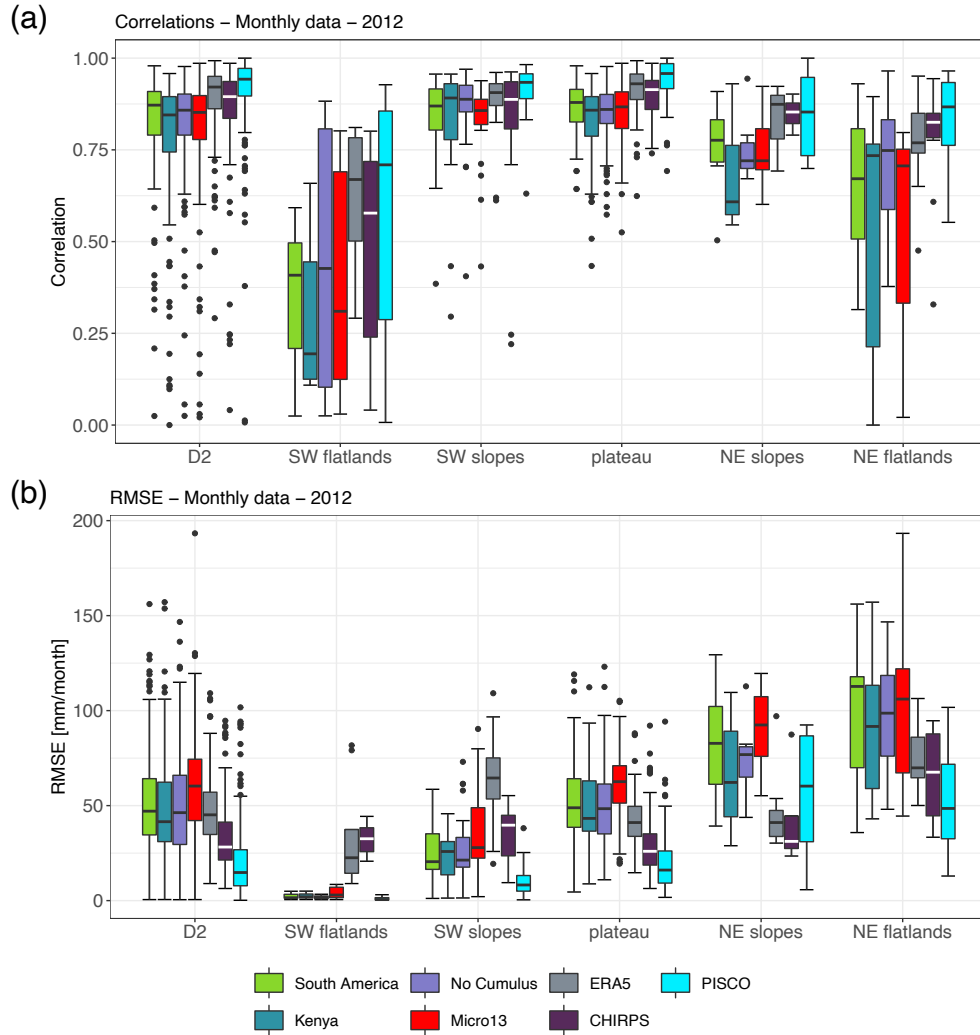 (a)
Correlations – Monthly data – 2012
1.00
0.75
0.50
0.25
0.00
Correlation
D2 SW flatlands SW slopes plateau NE slopes NE flatlands
(b)
RMSE – Monthly data – 2012
200
150
100
50
0
RMSE [mm/month]
D2 SW flatlands SW slopes plateau NE slopes NE flatlands
South America No Cumulus ERA5 PISCO
Kenya Micro13 CHIRPS